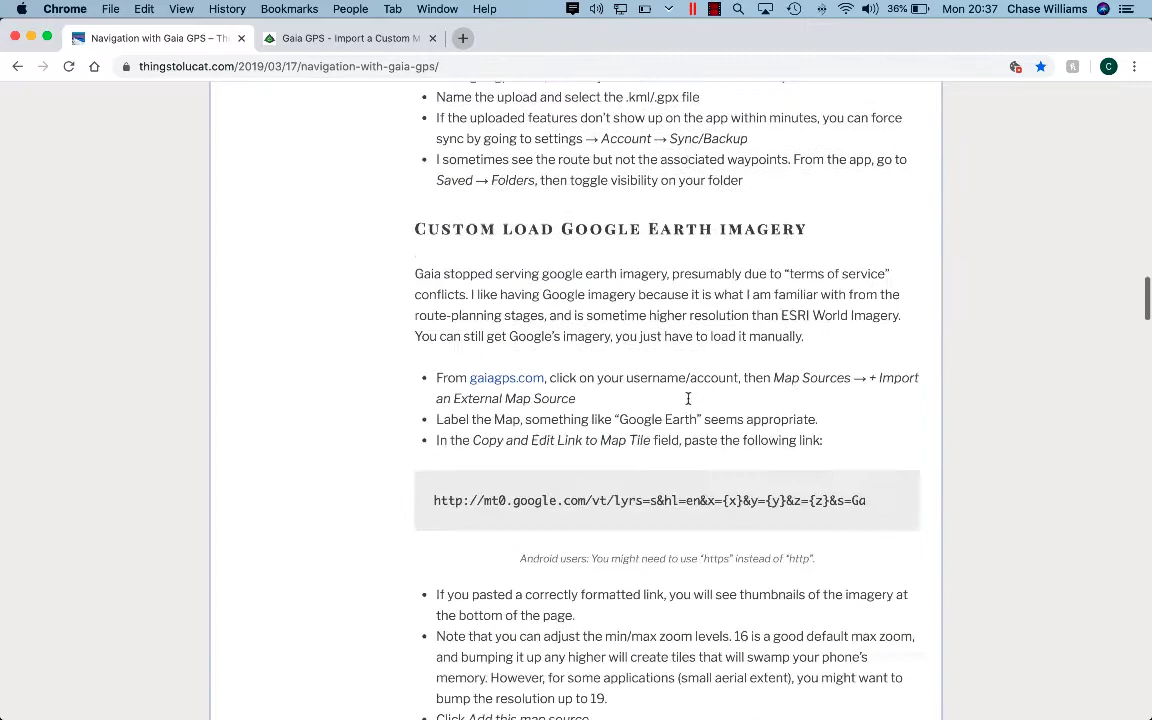 Chrome File Edit View History Bookmarks People Tab Window Help 36% Mon 20:37 Chase Williams
Navigation with Gaia GPS – Th
Gaia GPS - Import a Custom M
thingstolucat.com/2019/03/17/navigation-with-gaia-gps/
C
Name the upload and select the .kml/.gpx file
If the uploaded features don’t show up on the app within minutes, you can force
sync by going to settings → Account → Sync/Backup
I sometimes see the route but not the associated waypoints. From the app, go to
Saved → Folders, then toggle visibility on your folder
Custom load Google Earth imagery
Gaia stopped serving google earth imagery, presumably due to “terms of service”
conflicts. I like having Google imagery because it is what I am familiar with from the
route-planning stages, and is sometime higher resolution than ESRI World Imagery.
You can still get Google’s imagery, you just have to load it manually.
From gaiagps.com, click on your username/account, then Map Sources → + Import
an External Map Source
Label the Map, something like “Google Earth” seems appropriate.
In the Copy and Edit Link to Map Tile field, paste the following link:
http://mt0.google.com/vt/lyrs=s&hl=en&x={x}&y={y}&z={z}&s=Ga
Android users: You might need to use “https” instead of “http”.
If you pasted a correctly formatted link, you will see thumbnails of the imagery at
the bottom of the page.
Note that you can adjust the min/max zoom levels. 16 is a good default max zoom,
and bumping it up any higher will create tiles that will swamp your phone’s
memory. However, for some applications (small aerial extent), you might want to
bump the resolution up to 19.
Click Add this map source